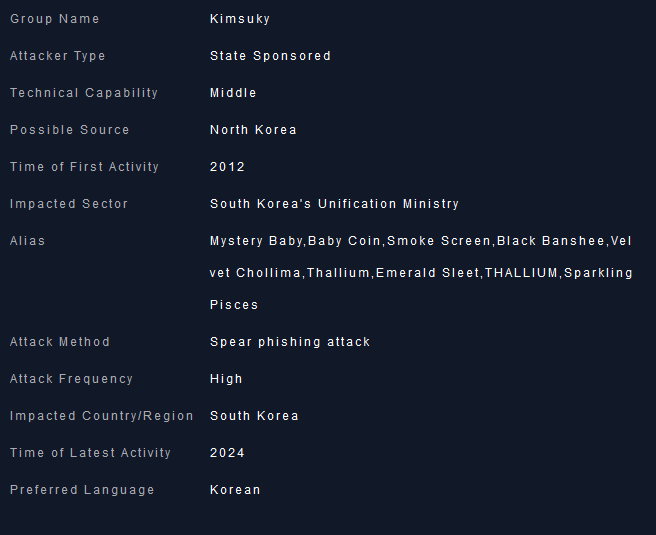 Group Name Kimsuky
Attacker Type State Sponsored
Technical Capability Middle
Possible Source North Korea
Time of First Activity 2012
Impacted Sector South Korea's Unification Ministry
Alias Mystery Baby,Baby Coin,Smoke Screen,Black Banshee,Vel
vet Chollima,Thallium,Emerald Sleet,THALLIUM,Sparkling
Pisces
Attack Method Spear phishing attack
Attack Frequency High
Impacted Country/Region South Korea
Time of Latest Activity 2024
Preferred Language Korean